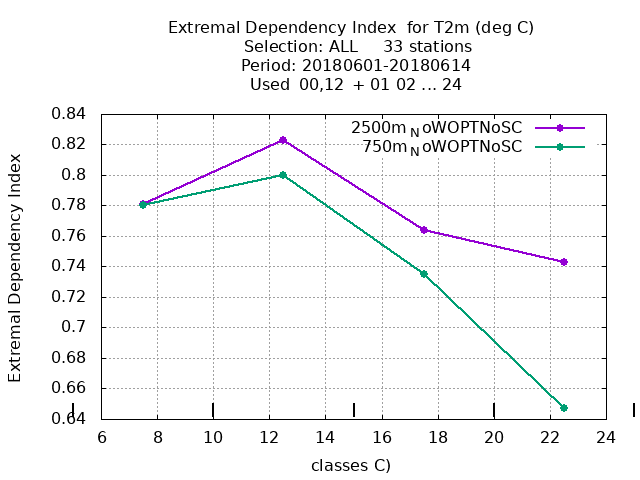 Extremal Dependency Index  for T2m (deg C)
Selection: ALL     33 stations
Period: 20180601-20180614
Used  00,12  + 01 02 ... 24
2500m_NoWOPTNoSC
750m_NoWOPTNoSC
Extremal Dependency Index
0.84
0.82
0.8
0.78
0.76
0.74
0.72
0.7
0.68
0.66
0.64
6 8 10 12 14 16 18 20 22 24
classes C)